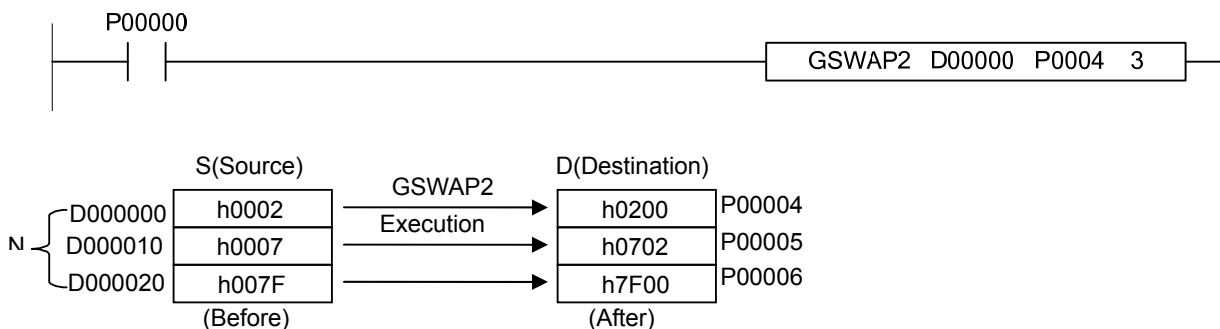 P00000
GSWAP2 D00000 P0004 3
S(Source) D(Destination)
GSWAP2
Execution
N
D000000 h0002 h0200 P00004
D000010 h0007 h0702 P00005
D000020 h007F h7F00 P00006
(Before) (After)